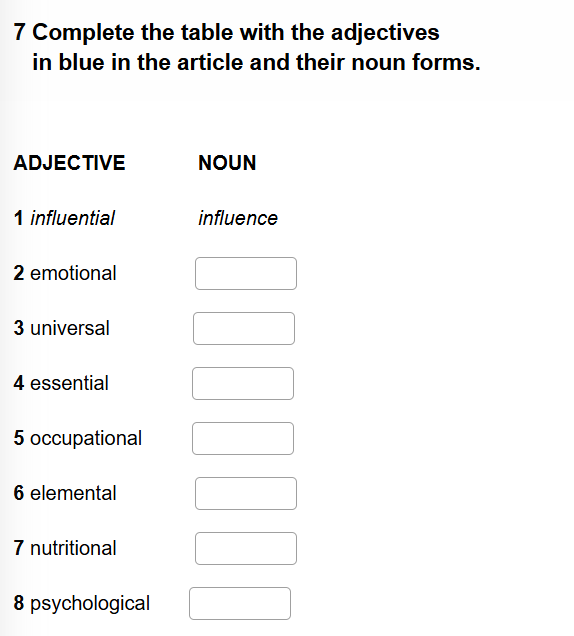 7 Complete the table with the adjectives
in blue in the article and their noun forms.
ADJECTIVE NOUN
1 influential influence
2 emotional
3 universal
4 essential
5 occupational
6 elemental
7 nutritional
8 psychological